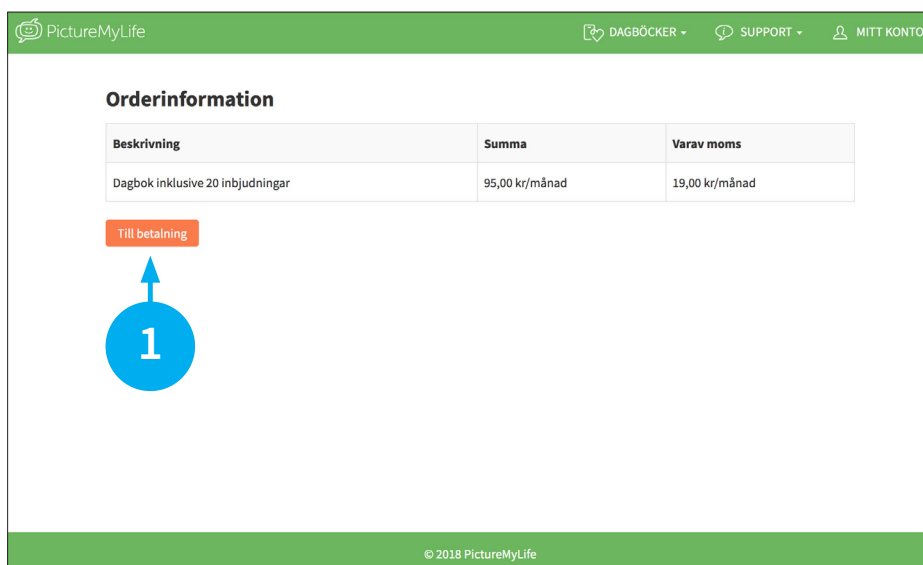 PictureMyLife DAGBÖCKER SUPPORT MITT KONTO
Orderinformation
Beskrivning Summa Varav moms
Dagbok inklusive 20 inbjudningar 95,00 kr/månad 19,00 kr/månad
Till betalning
1
© 2018 PictureMyLife